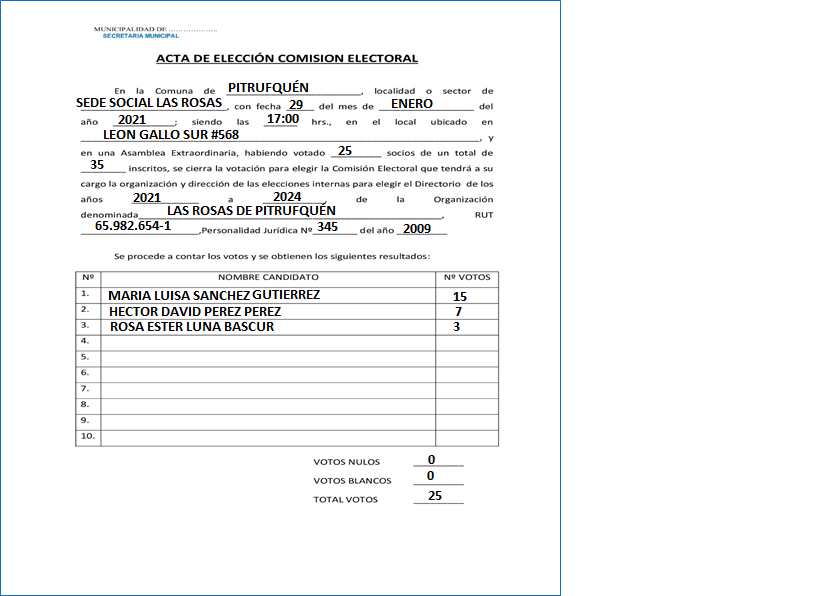 MUNICIPALIDAD DE ………………..
SECRETARIA MUNICIPAL
ACTA DE ELECCIÓN COMISION ELECTORAL
En la Comuna de PITRUFQUÉN, localidad o sector de
SEDE SOCIAL LAS ROSAS, con fecha 29 del mes de ENERO del
año 2021; siendo las 17:00 hrs., en el local ubicado en
LEON GALLO SUR #568, y
en una Asamblea Extraordinaria, habiendo votado 25 socios de un total de
35 inscritos, se cierra la votación para elegir la Comisión Electoral que tendrá a su
cargo la organización y dirección de las elecciones internas para elegir el Directorio de los
años 2021 a 2024, de la Organización
denominada LAS ROSAS DE PITRUFQUÉN, RUT
65.982.654-1,Personalidad Jurídica Nº 345 del año 2009
Se procede a contar los votos y se obtienen los siguientes resultados:
Nº NOMBRE CANDIDATO Nº VOTOS
1. MARIA LUISA SANCHEZ GUTIERREZ 15
2. HECTOR DAVID PEREZ PEREZ 7
3. ROSA ESTER LUNA BASCUR 3
4.
5.
6.
7.
8.
9.
10.
VOTOS NULOS 0
VOTOS BLANCOS 0
TOTAL VOTOS 25